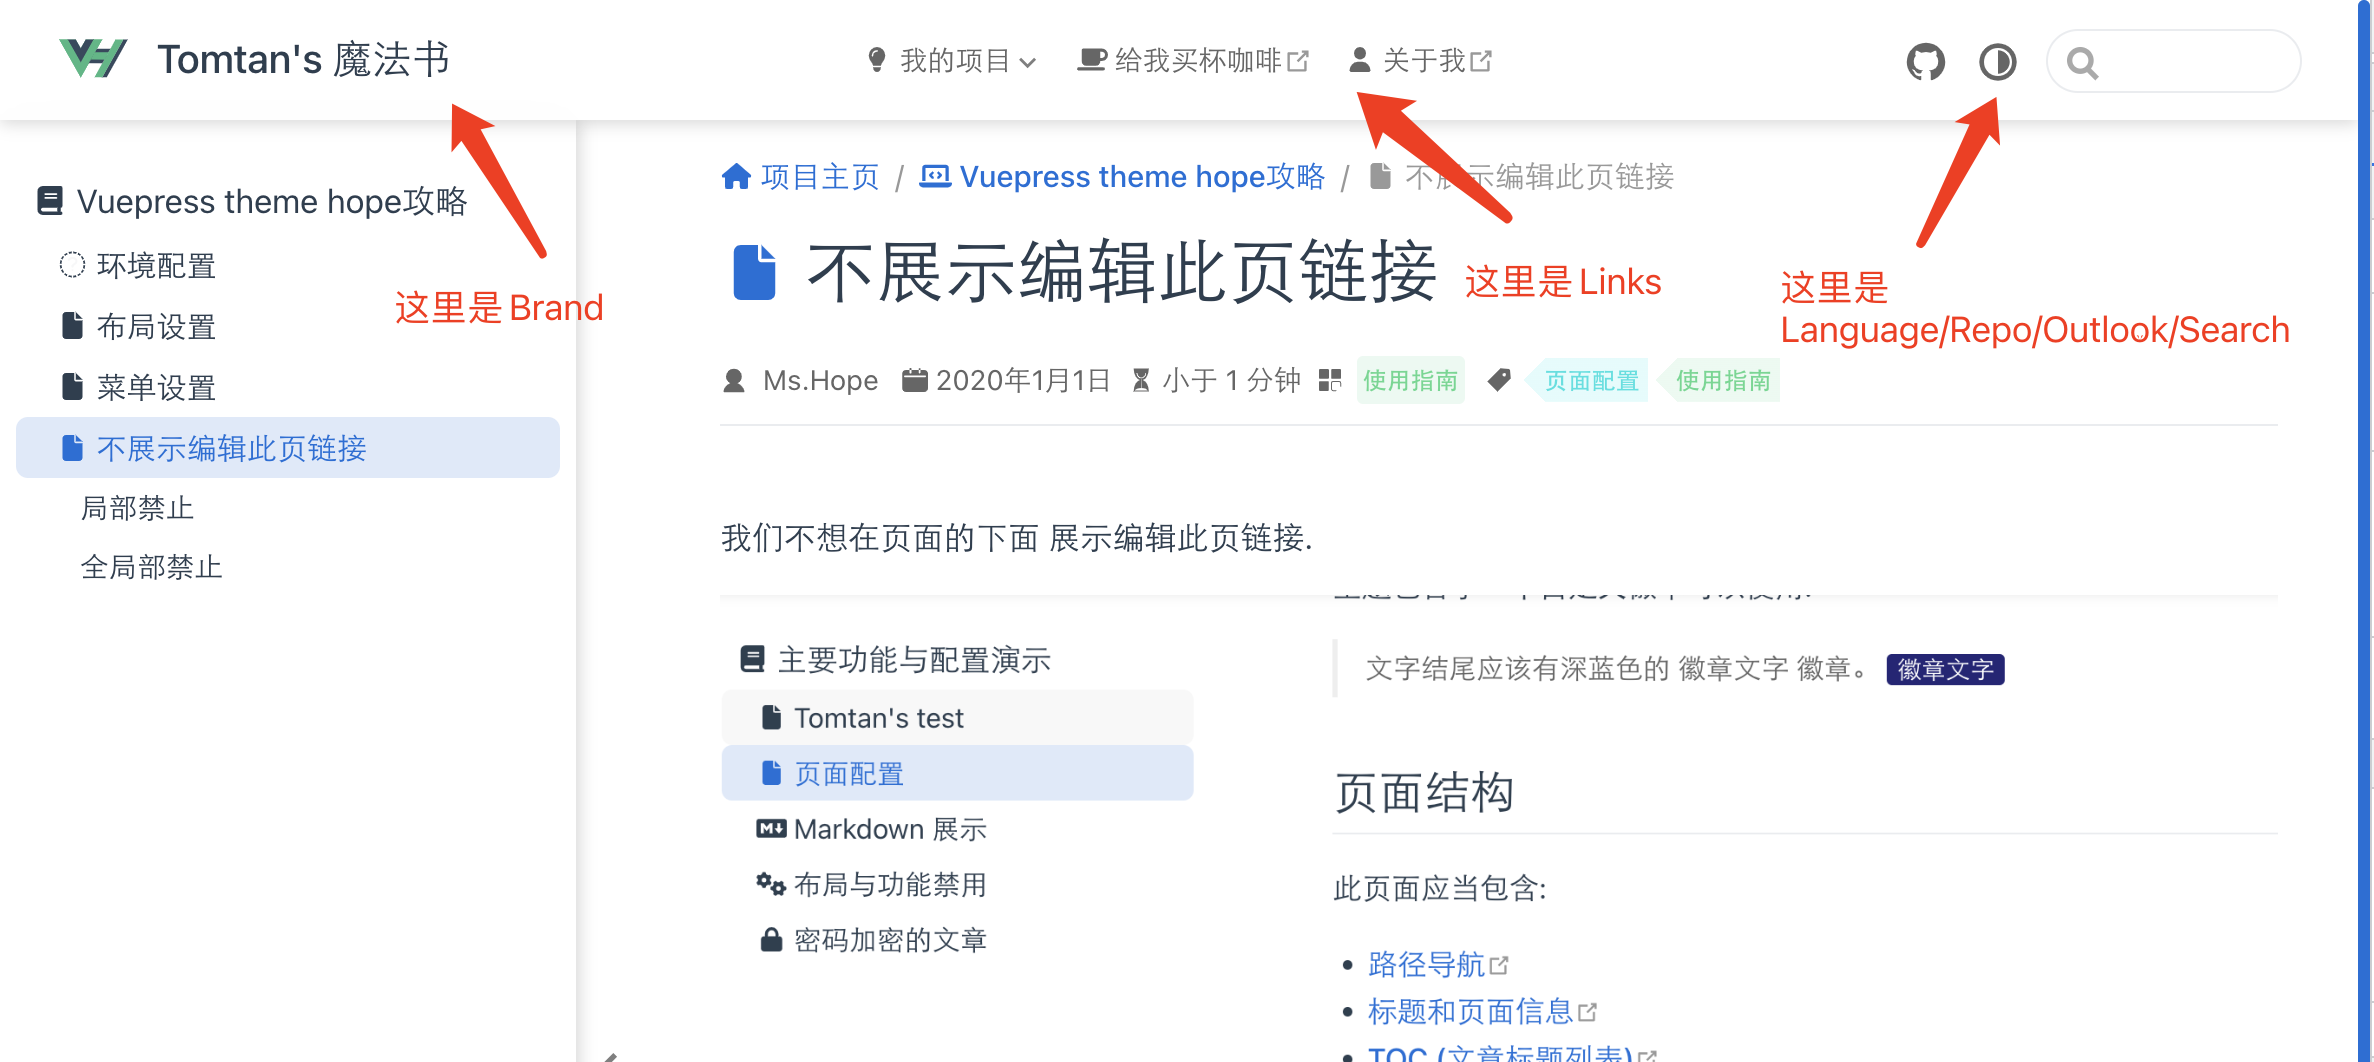 Tomtan's 魔法书
我的项目
给我买杯咖啡
关于我
Vuepress theme hope攻略
环境配置
布局设置
菜单设置
不展示编辑此页链接
局部禁止
全局部禁止
这里是 Brand
项目主页 / Vuepress theme hope攻略 / 不展示编辑此页链接
不展示编辑此页链接
这里是 Links
这里是
Language/Repo/Outlook/Search
Ms.Hope 2020年1月1日 小于 1 分钟 使用指南 页面配置 使用指南
我们不想在页面的下面 展示编辑此页链接.
主要功能与配置演示
Tomtan's test
页面配置
Markdown 展示
布局与功能禁用
密码加密的文章
文字结尾应该有深蓝色的 徽章文字 徽章。 徽章文字
页面结构
此页面应当包含:
路径导航
标题和页面信息
TOC (文章标题列表)